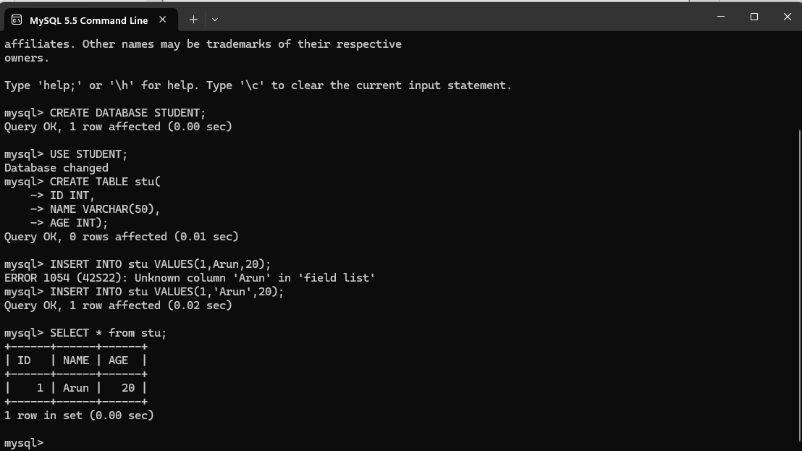 MySQL 5.5 Command Line
affiliates. Other names may be trademarks of their respective
owners.
Type 'help;' or '\h' for help. Type '\c' to clear the current input statement.
mysql> CREATE DATABASE STUDENT;
Query OK, 1 row affected (0.00 sec)
mysql> USE STUDENT;
Database changed
mysql> CREATE TABLE stu(
    -> ID INT,
    -> NAME VARCHAR(50),
    -> AGE INT);
Query OK, 0 rows affected (0.01 sec)
mysql> INSERT INTO stu VALUES(1,Arun,20);
ERROR 1054 (42S22): Unknown column 'Arun' in 'field list'
mysql> INSERT INTO stu VALUES(1,'Arun',20);
Query OK, 1 row affected (0.02 sec)
mysql> SELECT * from stu;
+------+------+------+
| ID   | NAME | AGE  |
+------+------+------+
|    1 | Arun |   20 |
+------+------+------+
1 row in set (0.00 sec)
mysql>